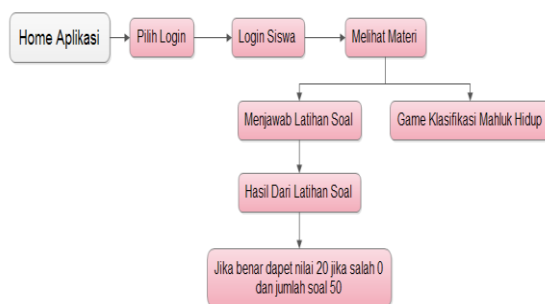 Home Aplikasi
Pilih Login
Login Siswa
Melihat Materi
Menjawab Latihan Soal
Game Klasifikasi Mahluk Hidup
Hasil Dari Latihan Soal
Jika benar dapet nilai 20 jika salah 0
dan jumlah soal 50